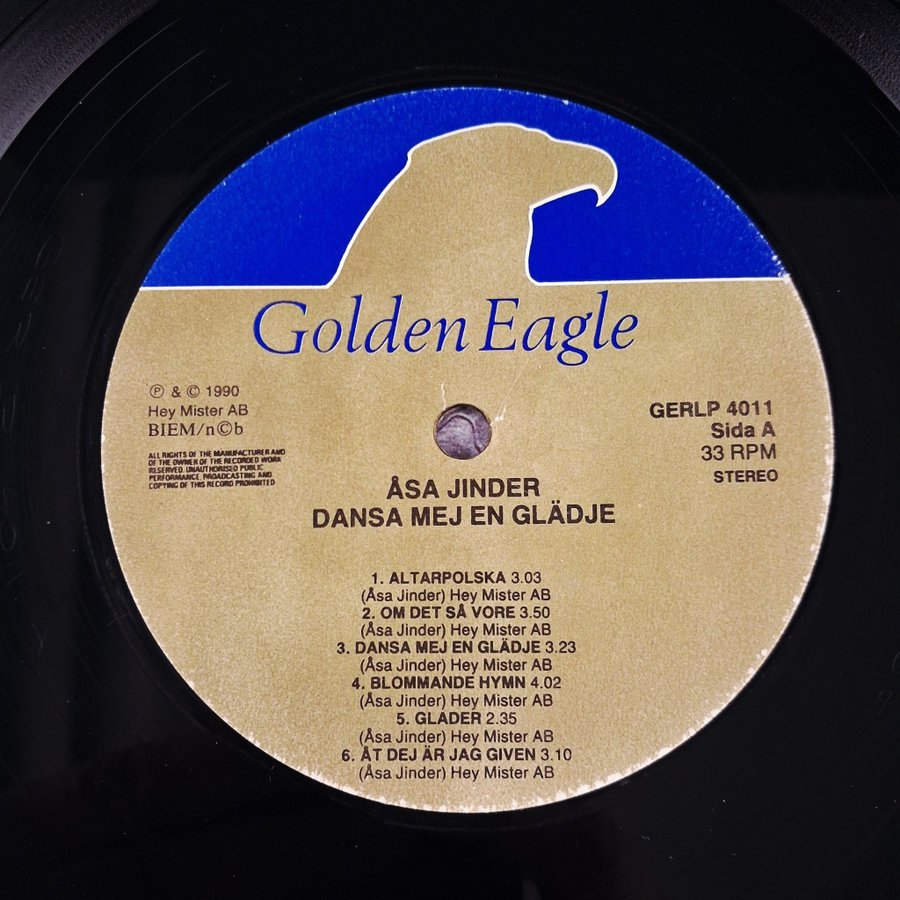 Golden Eagle
℗ & © 1990
Hey Mister AB
BIEM/n©b
ALL RIGHTS OF THE MANUFACTURER AND
OF THE OWNER OF THE RECORDED WORK
RESERVED. UNAUTHORISED PUBLIC
PERFORMANCE, BROADCASTING AND
COPYING OF THIS RECORD PROHIBITED
GERLP 4011
Sida A
33 RPM
STEREO
ÅSA JINDER
DANSA MEJ EN GLÄDJE
1. ALTARPOLSKA 3.03
(Åsa Jinder) Hey Mister AB
2. OM DET SÅ VORE 3.50
(Åsa Jinder) Hey Mister AB
3. DANSA MEJ EN GLÄDJE 3.23
(Åsa Jinder) Hey Mister AB
4. BLOMMANDE HYMN 4.02
(Åsa Jinder) Hey Mister AB
5. GLADER 2.35
(Åsa Jinder) Hey Mister AB
6. ÅT DEJ ÄR JAG GIVEN 3.10
(Åsa Jinder) Hey Mister AB